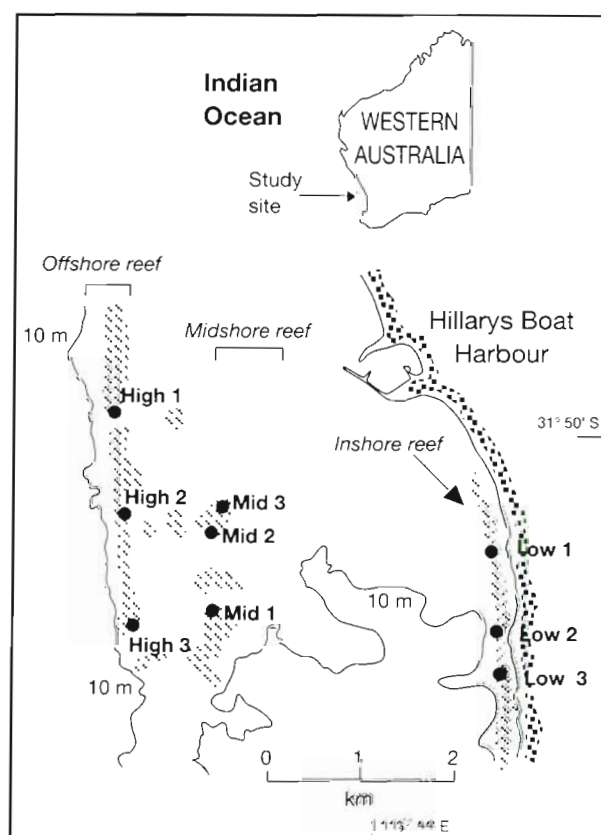 Indian
Ocean
WESTERN
AUSTRALIA
Study
site
Offshore reef
10 m
Midshore reef
Hillarys Boat
Harbour
High 1
31° 50' S
Inshore reef
High 2
Mid 3
Mid 2
Low 1
10 m
Mid 1
High 3
Low 2
10 m
Low 3
0 1 2
km
44' E